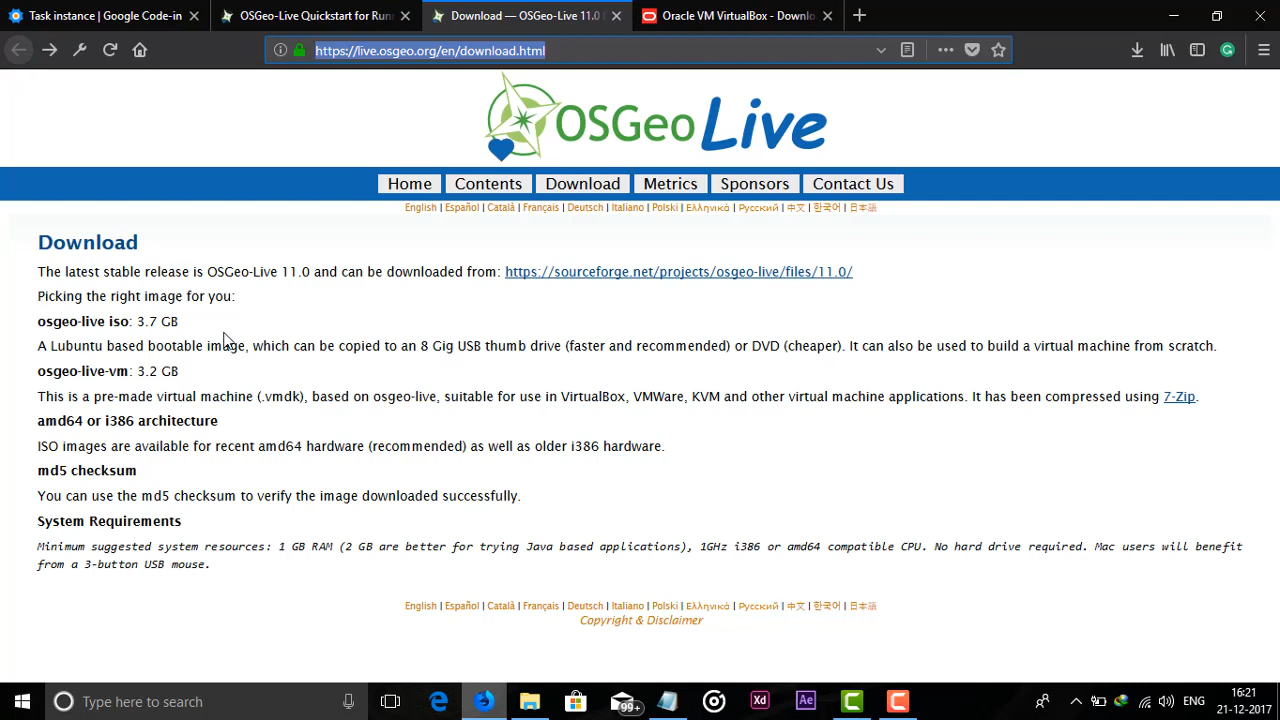 Task instance | Google Code-in
OSGeo-Live Quickstart for Runn
Download — OSGeo-Live 11.0
Oracle VM VirtualBox - Downlo
https://live.osgeo.org/en/download.html
OSGeo Live
Home Contents Download Metrics Sponsors Contact Us
English | Español | Català | Français | Deutsch | Italiano | Polski | Ελληνικά | Русский | 中文 | 한국어 | 日本語
Download
The latest stable release is OSGeo-Live 11.0 and can be downloaded from: https://sourceforge.net/projects/osgeo-live/files/11.0/
Picking the right image for you:
osgeo-live iso: 3.7 GB
A Lubuntu based bootable image, which can be copied to an 8 Gig USB thumb drive (faster and recommended) or DVD (cheaper). It can also be used to build a virtual machine from scratch.
osgeo-live-vm: 3.2 GB
This is a pre-made virtual machine (.vmdk), based on osgeo-live, suitable for use in VirtualBox, VMWare, KVM and other virtual machine applications. It has been compressed using 7-Zip.
amd64 or i386 architecture
ISO images are available for recent amd64 hardware (recommended) as well as older i386 hardware.
md5 checksum
You can use the md5 checksum to verify the image downloaded successfully.
System Requirements
Minimum suggested system resources: 1 GB RAM (2 GB are better for trying Java based applications), 1GHz i386 or amd64 compatible CPU. No hard drive required. Mac users will benefit
from a 3-button USB mouse.
English | Español | Català | Français | Deutsch | Italiano | Polski | Ελληνικά | Русский | 中文 | 한국어 | 日本語
Copyright & Disclaimer
Type here to search
99+
Xd
Ae
ENG
16:21
21-12-2017